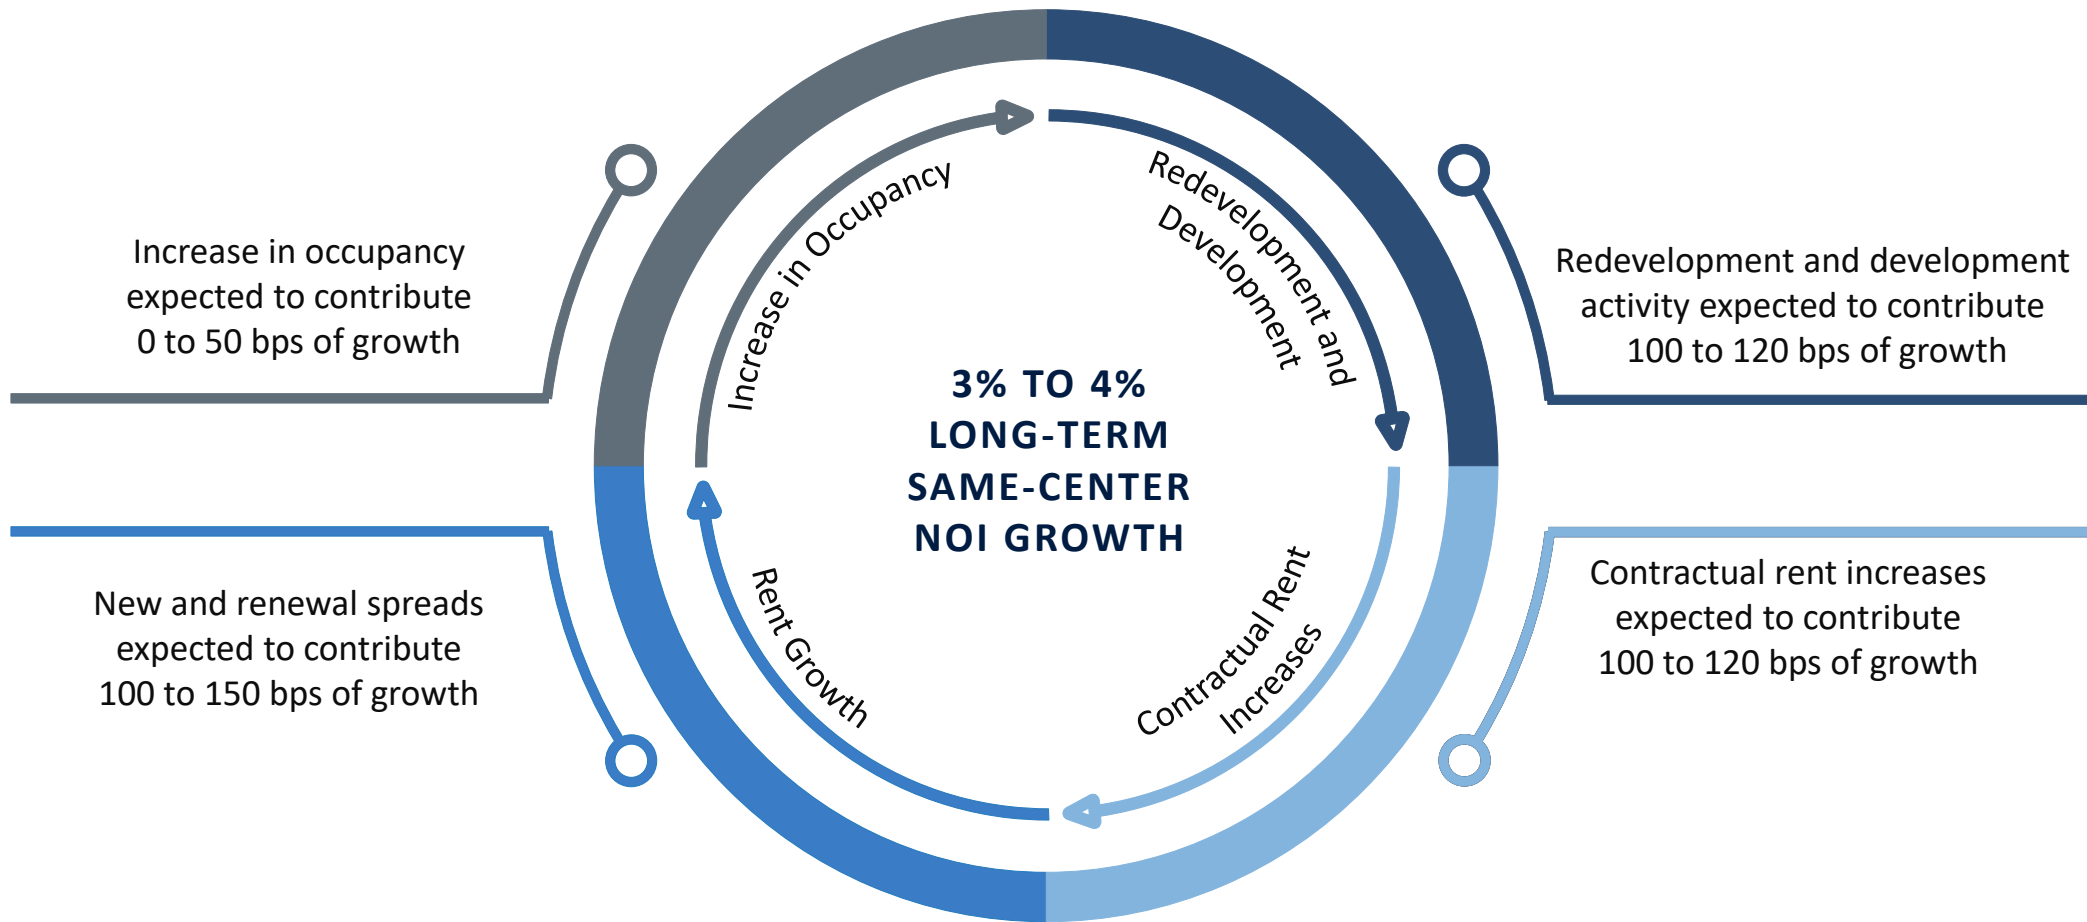 Increase in occupancy
expected to contribute
0 to 50 bps of growth
Increase in Occupancy
Redevelopment and
Development
Redevelopment and development
activity expected to contribute
100 to 120 bps of growth
3% TO 4%
LONG-TERM
SAME-CENTER
NOI GROWTH
New and renewal spreads
expected to contribute
100 to 150 bps of growth
Rent Growth
Contractual Rent
Increases
Contractual rent increases
expected to contribute
100 to 120 bps of growth